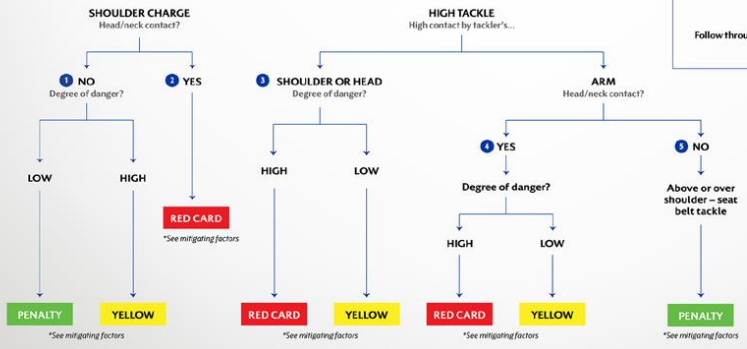 SHOULDER CHARGE
Head/neck contact?
HIGH TACKLE
High contact by tackler's...
Follow throu
1 NO
Degree of danger?
2 YES
3 SHOULDER OR HEAD
Degree of danger?
ARM
Head/neck contact?
4 YES
5 NO
LOW
HIGH
HIGH
LOW
Degree of danger?
Above or over
shoulder – seat
belt tackle
RED CARD
*See mitigating factors
HIGH
LOW
PENALTY
YELLOW
RED CARD
YELLOW
RED CARD
YELLOW
PENALTY
*See mitigating factors
*See mitigating factors
*See mitigating factors
*See mitigating factors